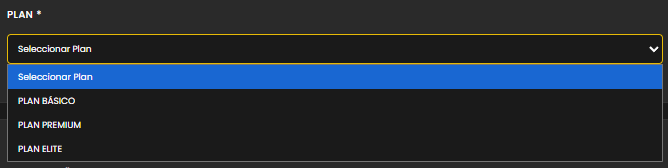 PLAN *
Seleccionar Plan
Seleccionar Plan
PLAN BÁSICO
PLAN PREMIUM
PLAN ELITE